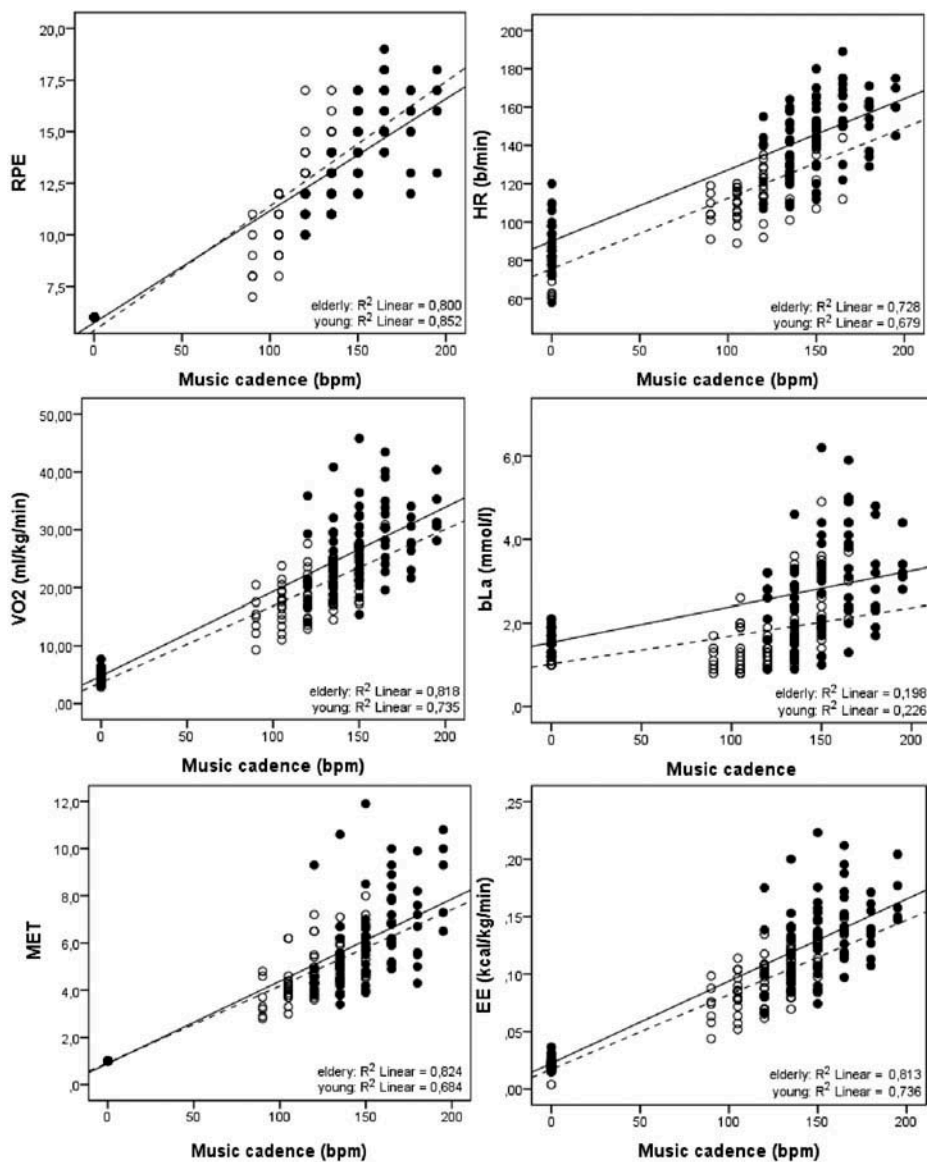 RPE
20,0
17,5
15,0
12,5
10,0
7,5
elderly: R² Linear = 0,800
young: R² Linear = 0,852
0 50 100 150 200
Music cadence (bpm)
HR (b/min)
200
180
160
140
120
100
80
60
elderly: R² Linear = 0,728
young: R² Linear = 0,679
0 50 100 150 200
Music cadence (bpm)
VO2 (ml/kg/min)
50,00
40,00
30,00
20,00
10,00
,00
elderly: R² Linear = 0,818
young: R² Linear = 0,735
0 50 100 150 200
Music cadence (bpm)
bLa (mmol/l)
6,0
4,0
2,0
,0
elderly: R² Linear = 0,198
young: R² Linear = 0,226
0 50 100 150 200
Music cadence
MET
12,0
10,0
8,0
6,0
4,0
2,0
,0
eldery: R² Linear = 0,824
young: R² Linear = 0,684
0 50 100 150 200
Music cadence (bpm)
EE (kcal/kg/min)
,25
,20
,15
,10
,05
,00
elderly: R² Linear = 0,813
young: R² Linear = 0,736
0 50 100 150 200
Music cadence (bpm)